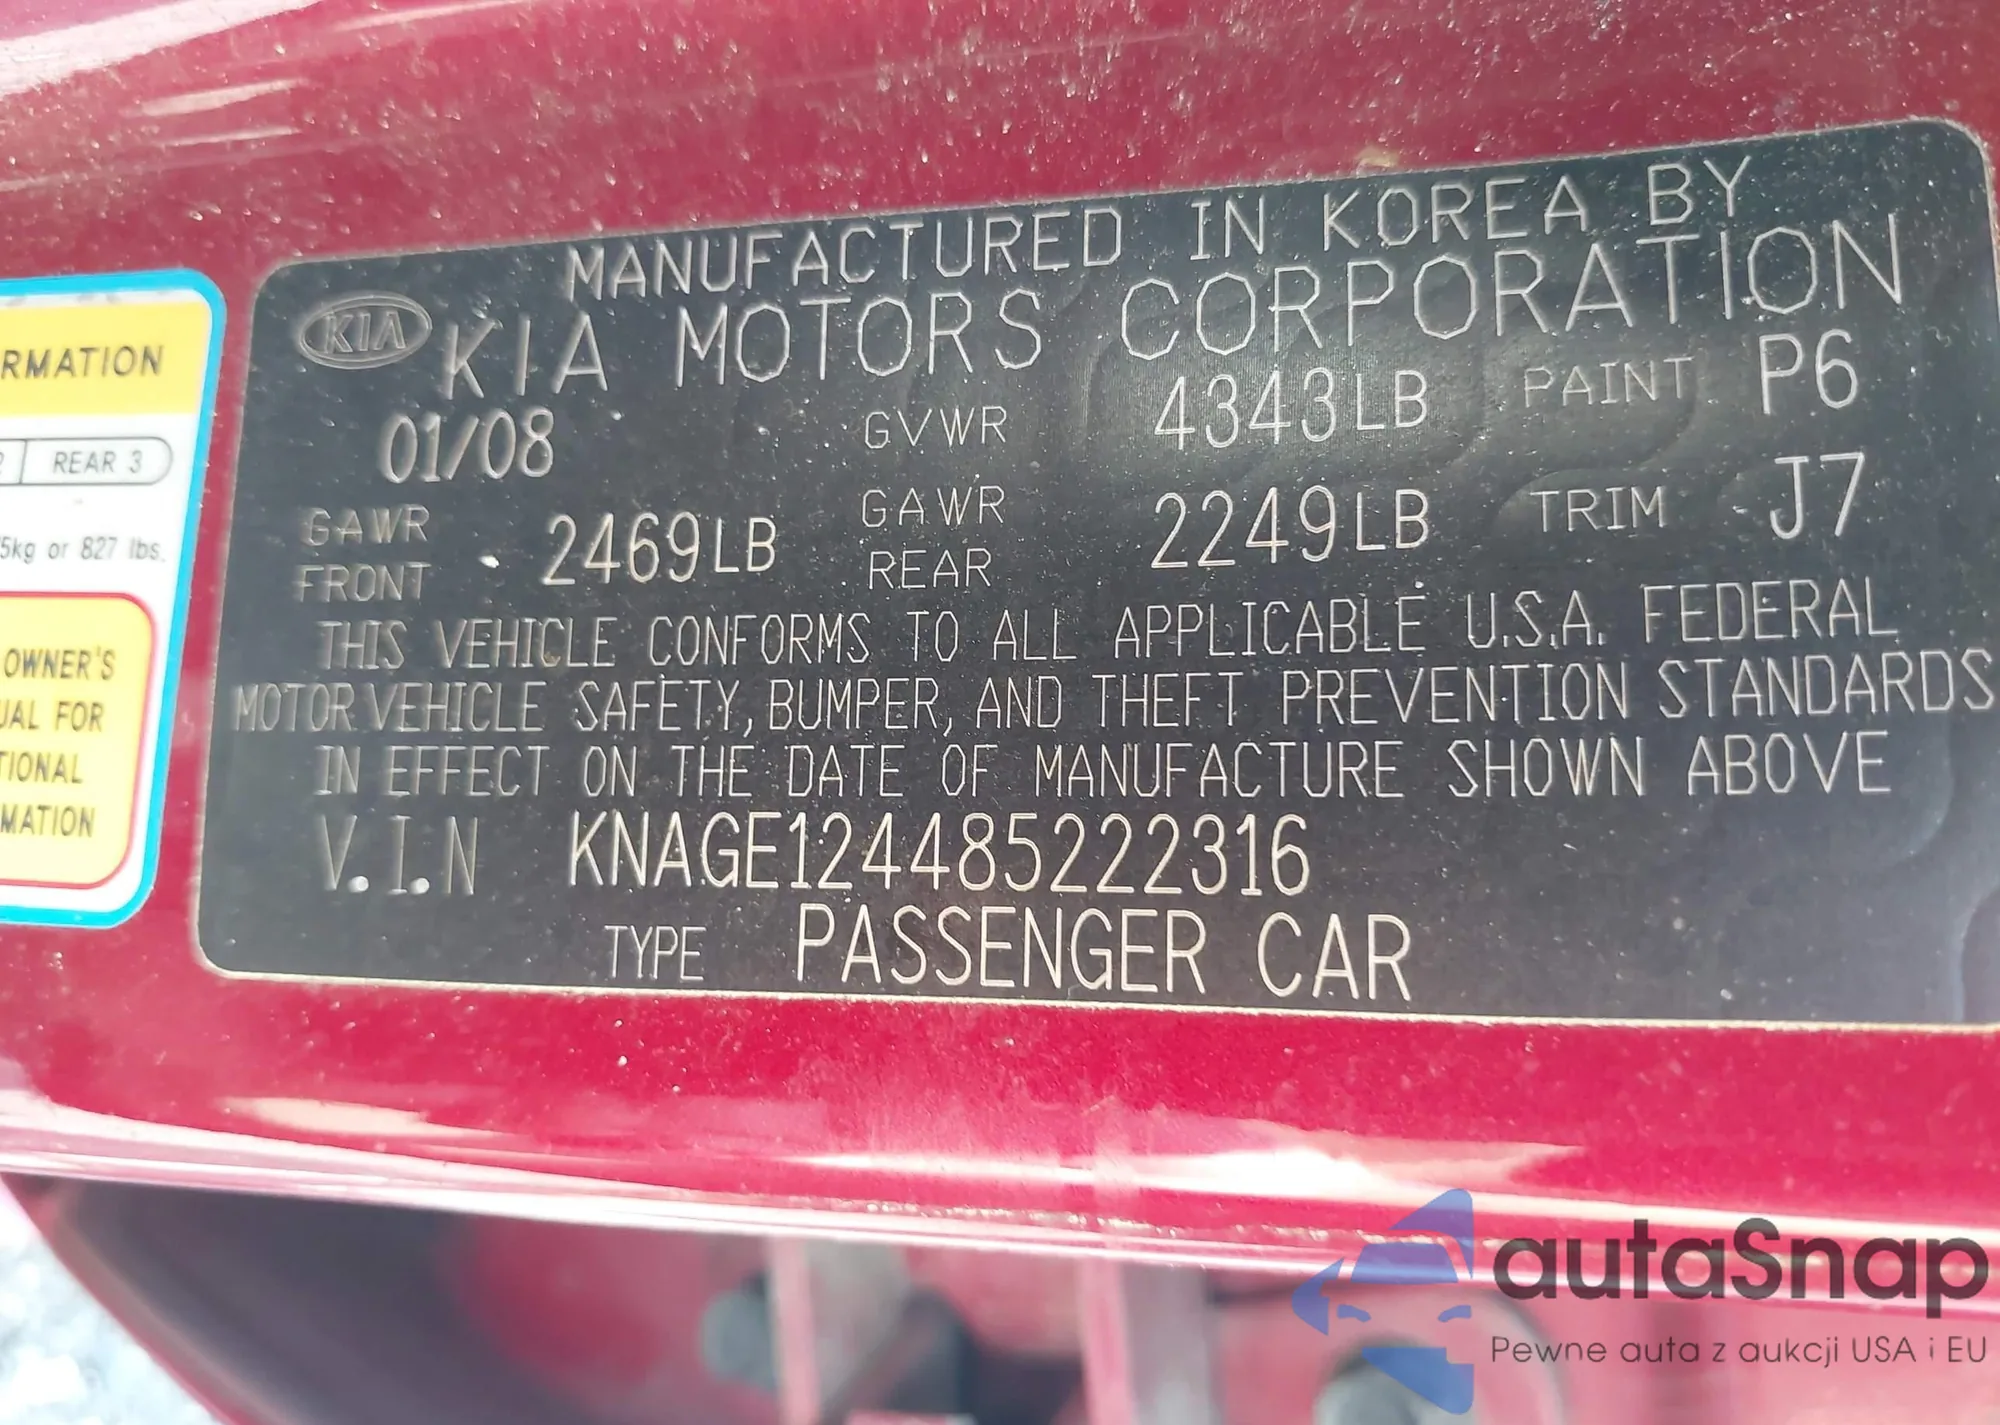 MANUFACTURED IN KOREA BY
KIA KIA MOTORS CORPORATION
01/08 GVWR 4343LB PAINT P6
GAWR FRONT 2469LB GAWR REAR 2249LB TRIM J7
THIS VEHICLE CONFORMS TO ALL APPLICABLE U.S.A. FEDERAL
MOTOR VEHICLE SAFETY, BUMPER, AND THEFT PREVENTION STANDARDS
IN EFFECT ON THE DATE OF MANUFACTURE SHOWN ABOVE
V.I.N KNAGE124485222316
TYPE PASSENGER CAR
RMATION
REAR 3
5kg or 827 lbs.
OWNER'S
UAL FOR
TIONAL
MATION
autaSnap
Pewne auta z aukcji USA i EU